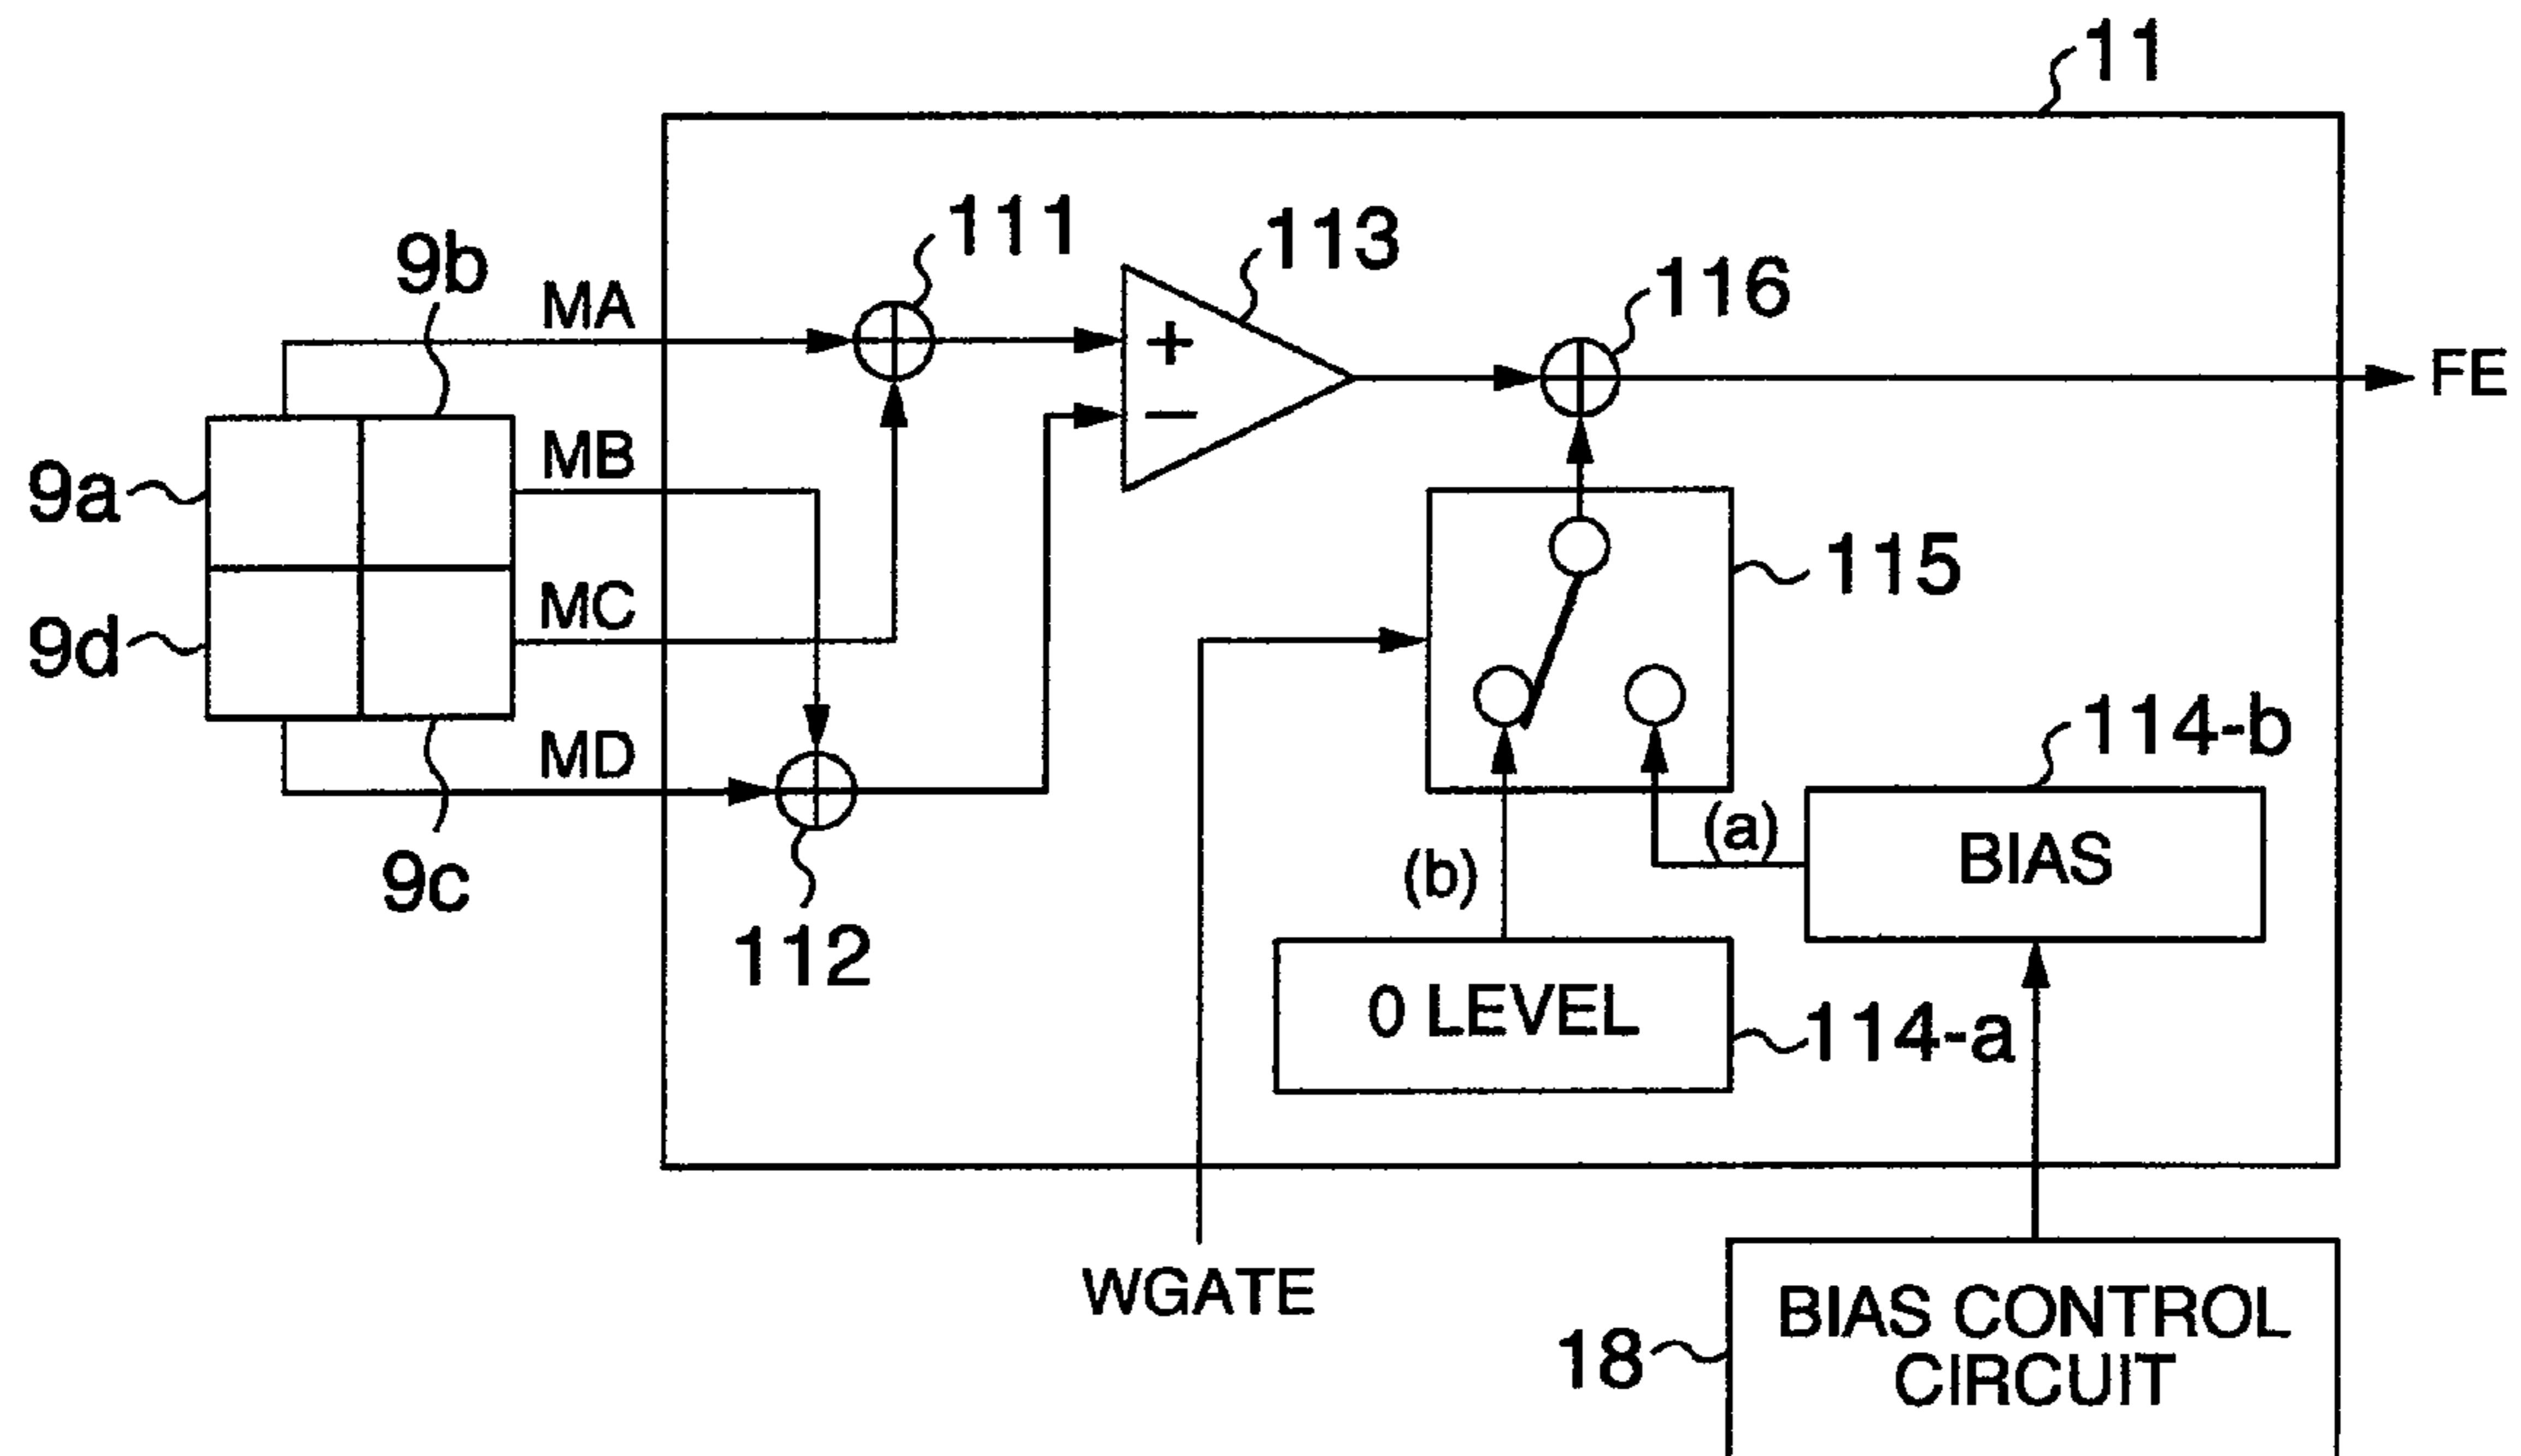 11
111
113
116
9b
MA
FE
MB
9a
115
MC
9d
114-b
MD
(a)
BIAS
(b)
9c
112
0 LEVEL
114-a
WGATE
BIAS CONTROL
CIRCUIT
18
+
−